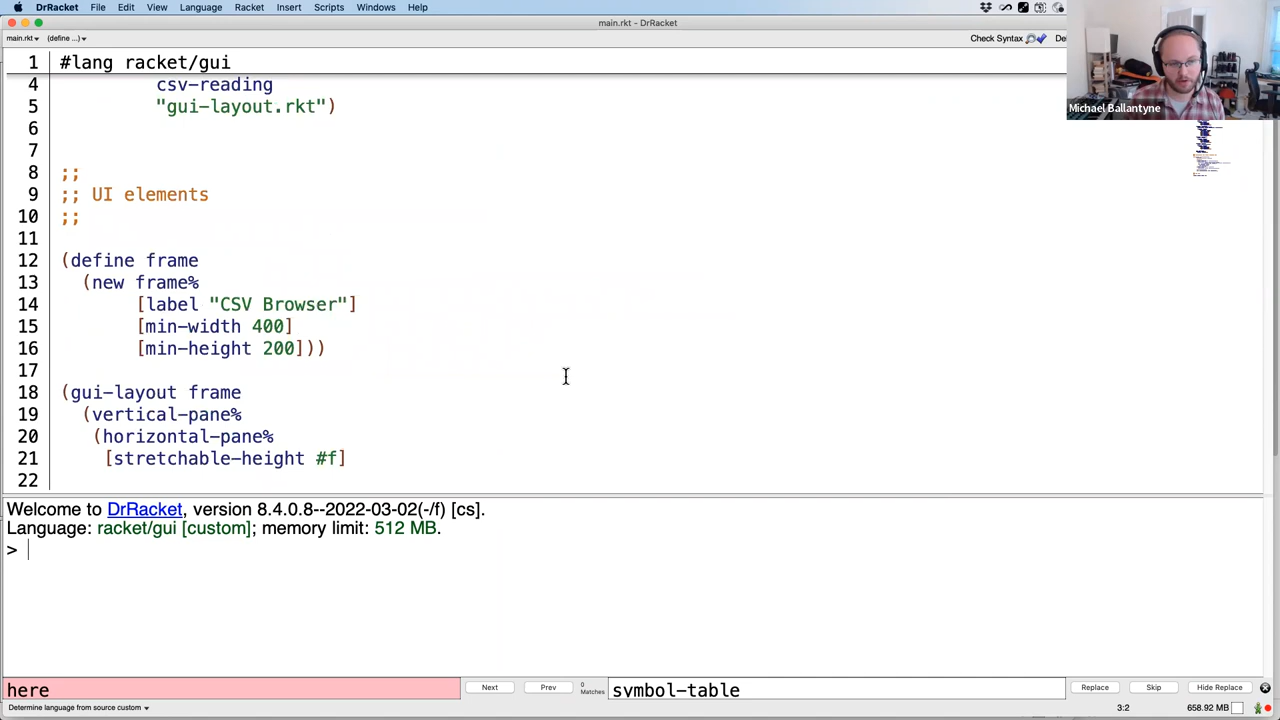 DrRacket File Edit View Language Racket Insert Scripts Windows Help
main.rkt - DrRacket
main.rkt (define ...) Check Syntax De
Michael Ballantyne
1 #lang racket/gui
4 csv-reading
5 "gui-layout.rkt")
6
7
8 ;;
9 ;; UI elements
10 ;;
11
12 (define frame
13 (new frame%
14 [label "CSV Browser"]
15 [min-width 400]
16 [min-height 200]))
17
18 (gui-layout frame
19 (vertical-pane%
20 (horizontal-pane%
21 [stretchable-height #f]
22
Welcome to DrRacket, version 8.4.0.8--2022-03-02(-/f) [cs].
Language: racket/gui [custom]; memory limit: 512 MB.
>
here Next Prev 0 Matches symbol-table Replace Skip Hide Replace
Determine language from source custom 3:2 658.92 MB